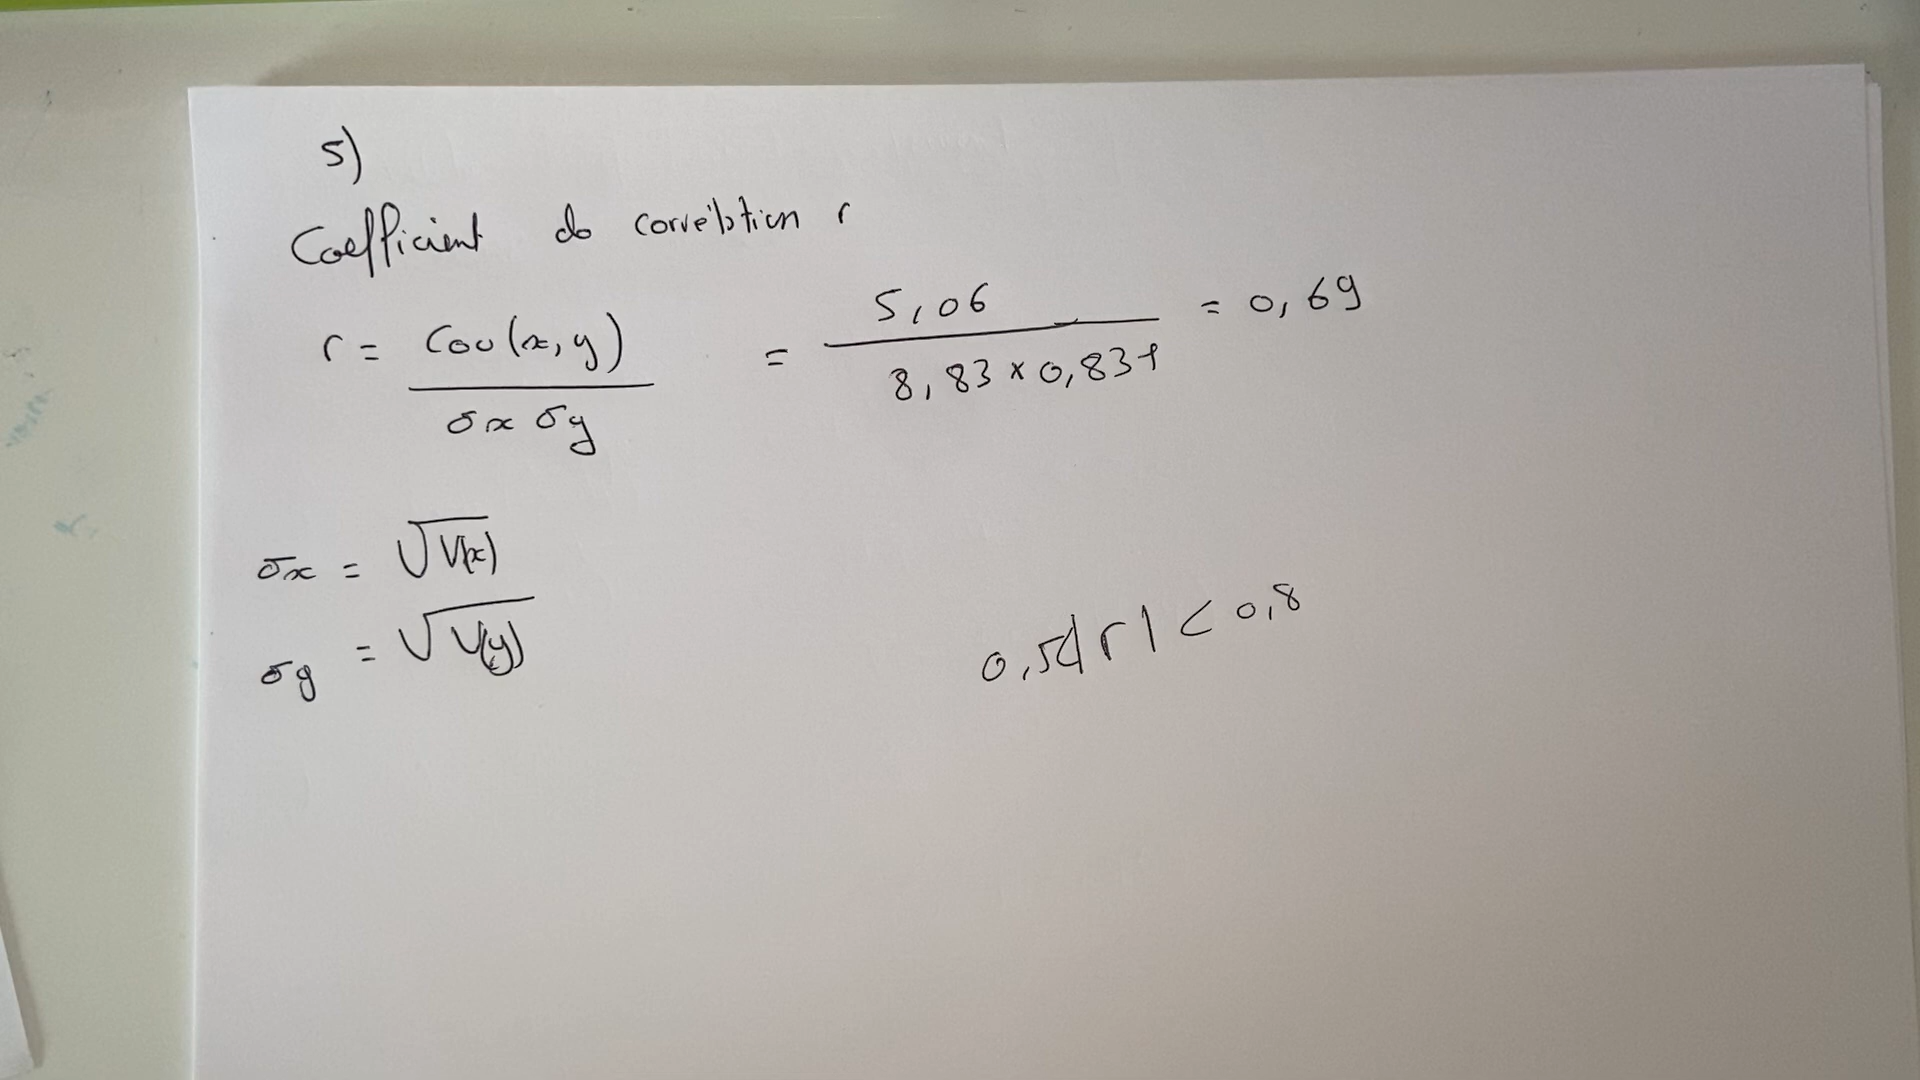 5)
Coefficient de corrélation r
r = Cov(x, y) / σx σy = 5,06 / 8,83 × 0,831 = 0,69
σx = √V(x)
σy = √V(y)
0,5<|r| < 0,8